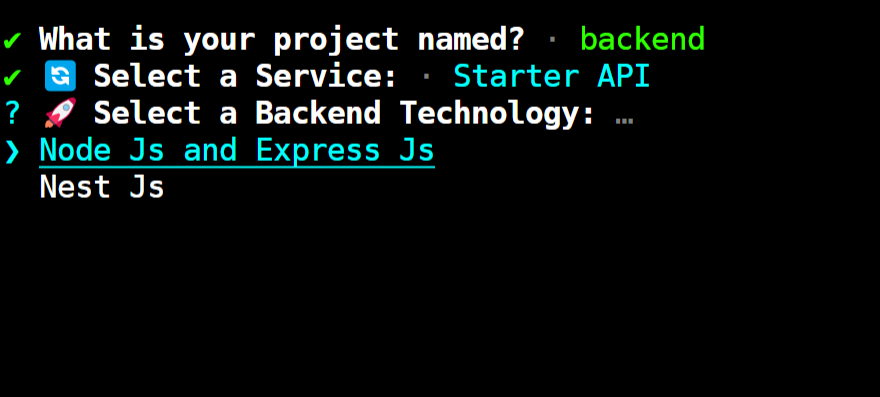 ✔ What is your project named? · backend
✔ 🔄 Select a Service: · Starter API
? 🚀 Select a Backend Technology: …
❯ Node Js and Express Js
Nest Js